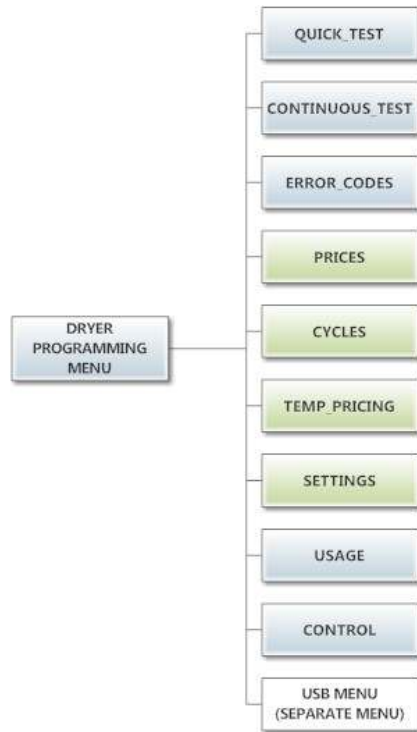 QUICK_TEST
CONTINUOUS_TEST
ERROR_CODES
PRICES
DRYER
PROGRAMMING
MENU
CYCLES
TEMP_PRICING
SETTINGS
USAGE
CONTROL
USB MENU
(SEPARATE MENU)